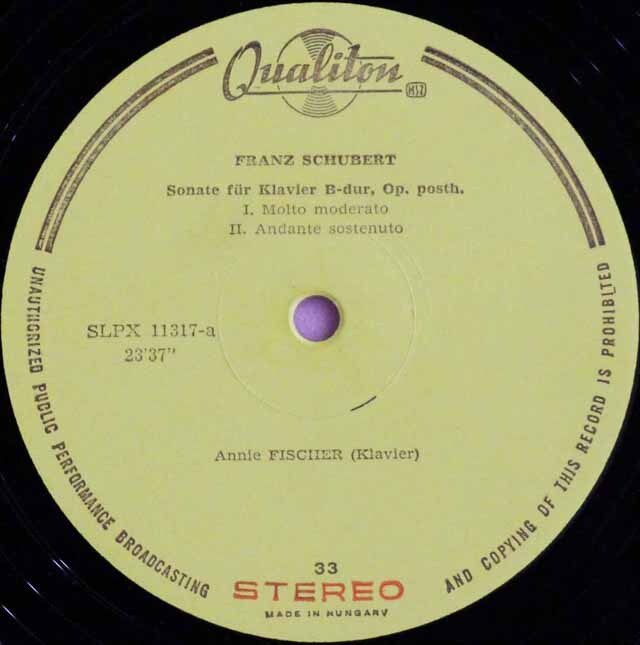 Qualiton
MHZ
FRANZ SCHUBERT
Sonate für Klavier B-dur, Op. posth.
I. Molto moderato
II. Andante sostenuto
SLPX 11317-a
23'37"
Annie FISCHER (Klavier)
33
STEREO
MADE IN HUNGARY
UNAUTHORIZED PUBLIC PERFORMANCE BROADCASTING AND COPYING OF THIS RECORD IS PROHIBITED